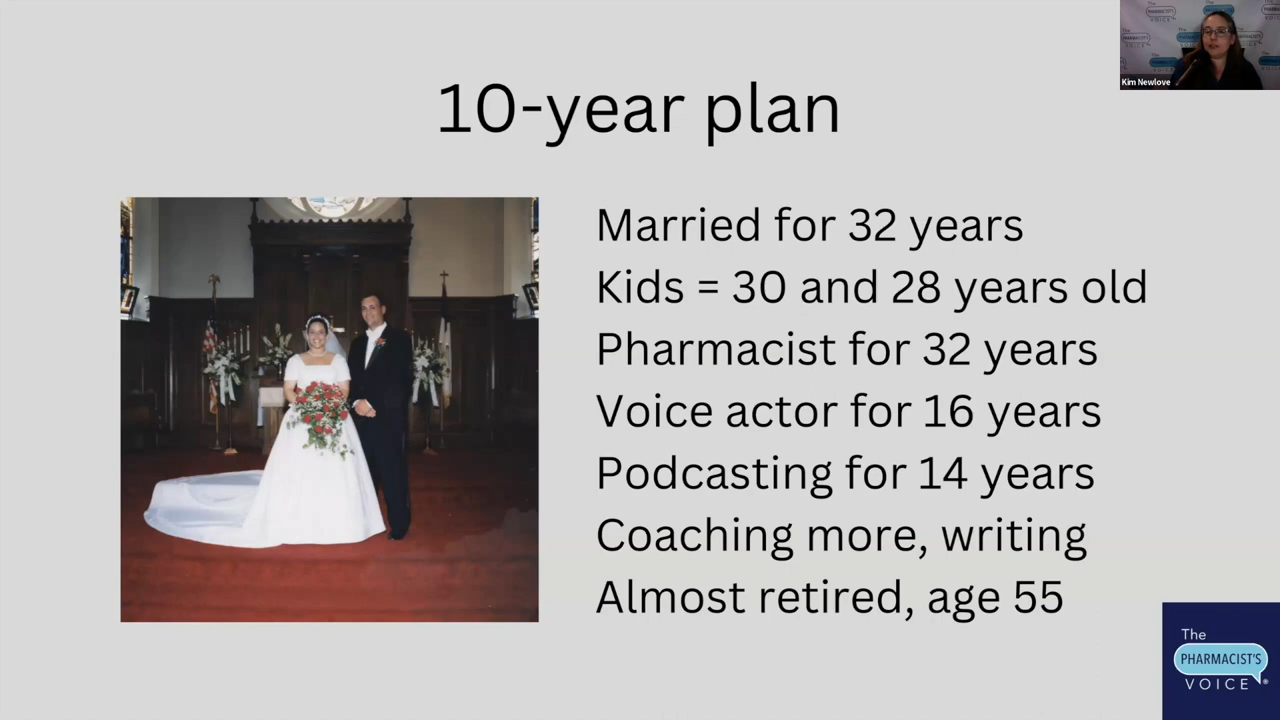 10-year plan
Married for 32 years
Kids = 30 and 28 years old
Pharmacist for 32 years
Voice actor for 16 years
Podcasting for 14 years
Coaching more, writing
Almost retired, age 55
Kim Newlove
The
PHARMACIST'S
VOICE®